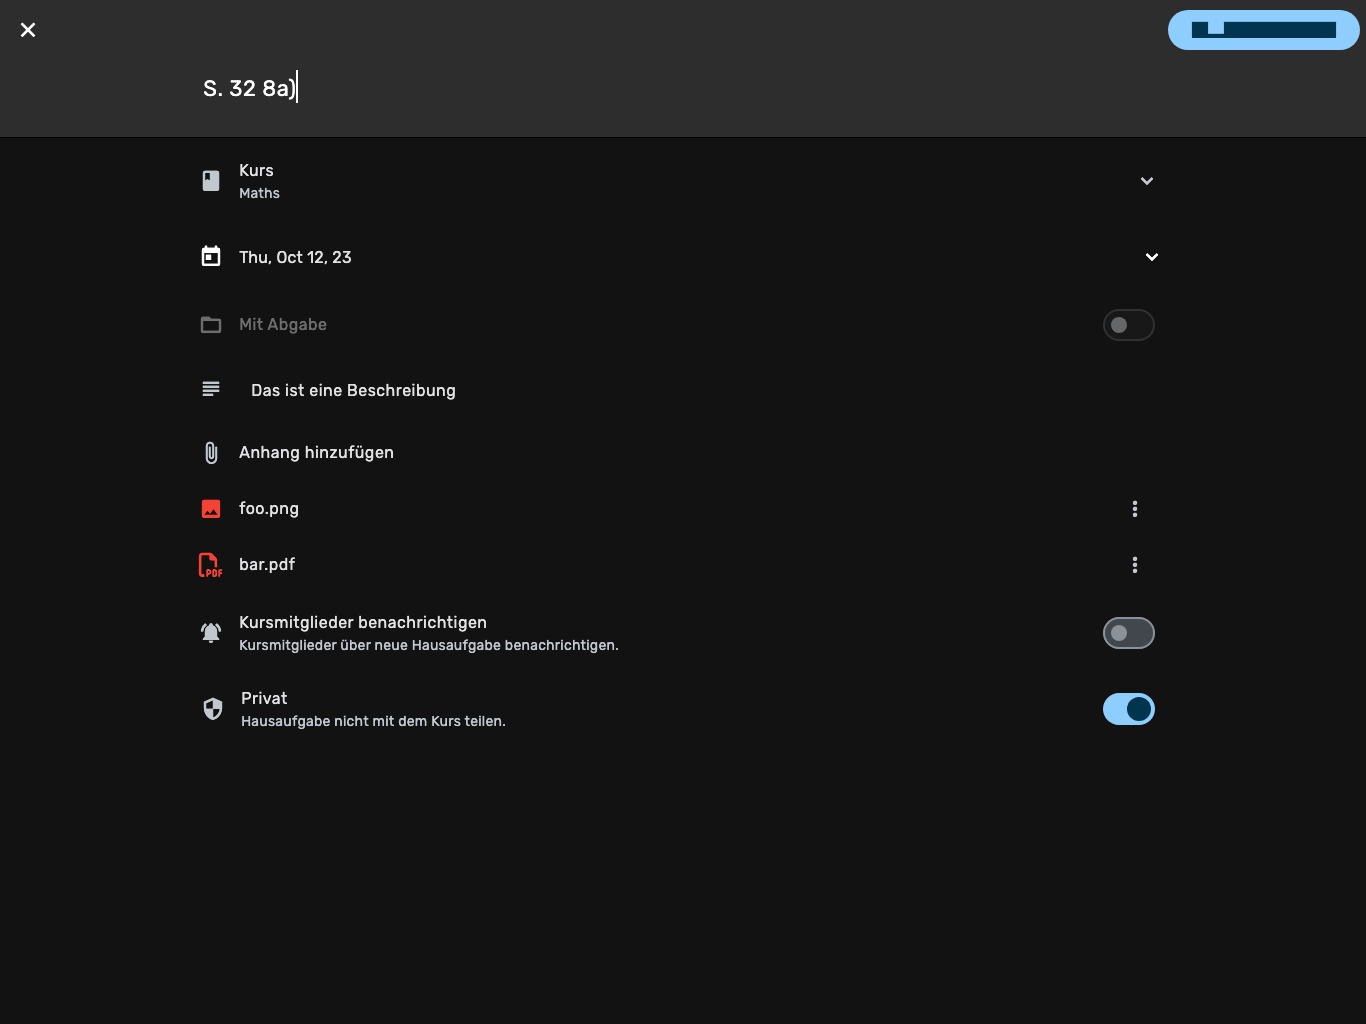 S. 32 8a)
Kurs
Maths
Thu, Oct 12, 23
Mit Abgabe
Das ist eine Beschreibung
Anhang hinzufügen
foo.png
PDF
bar.pdf
Kursmitglieder benachrichtigen
Kursmitglieder über neue Hausaufgabe benachrichtigen.
Privat
Hausaufgabe nicht mit dem Kurs teilen.